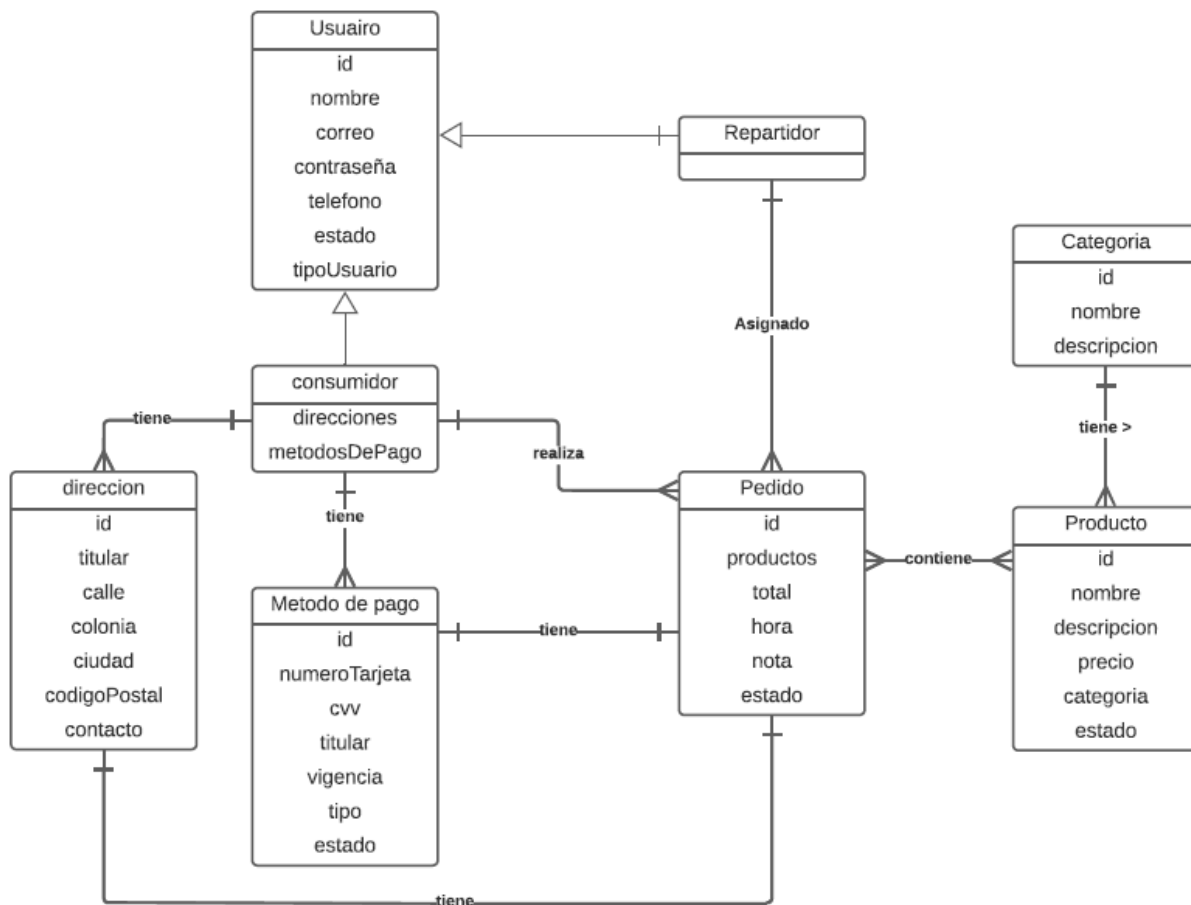 Usuairo
id
nombre
correo
contraseña
telefono
estado
tipoUsuario
Repartidor
Asignado
Categoria
id
nombre
descripcion
tiene >
consumidor
direcciones
metodosDePago
tiene
realiza
tiene
direccion
id
titular
calle
colonia
ciudad
codigoPostal
contacto
Metodo de pago
id
numeroTarjeta
cvv
titular
vigencia
tipo
estado
tiene
Pedido
id
productos
total
hora
nota
estado
contiene
Producto
id
nombre
descripcion
precio
categoria
estado
tiene